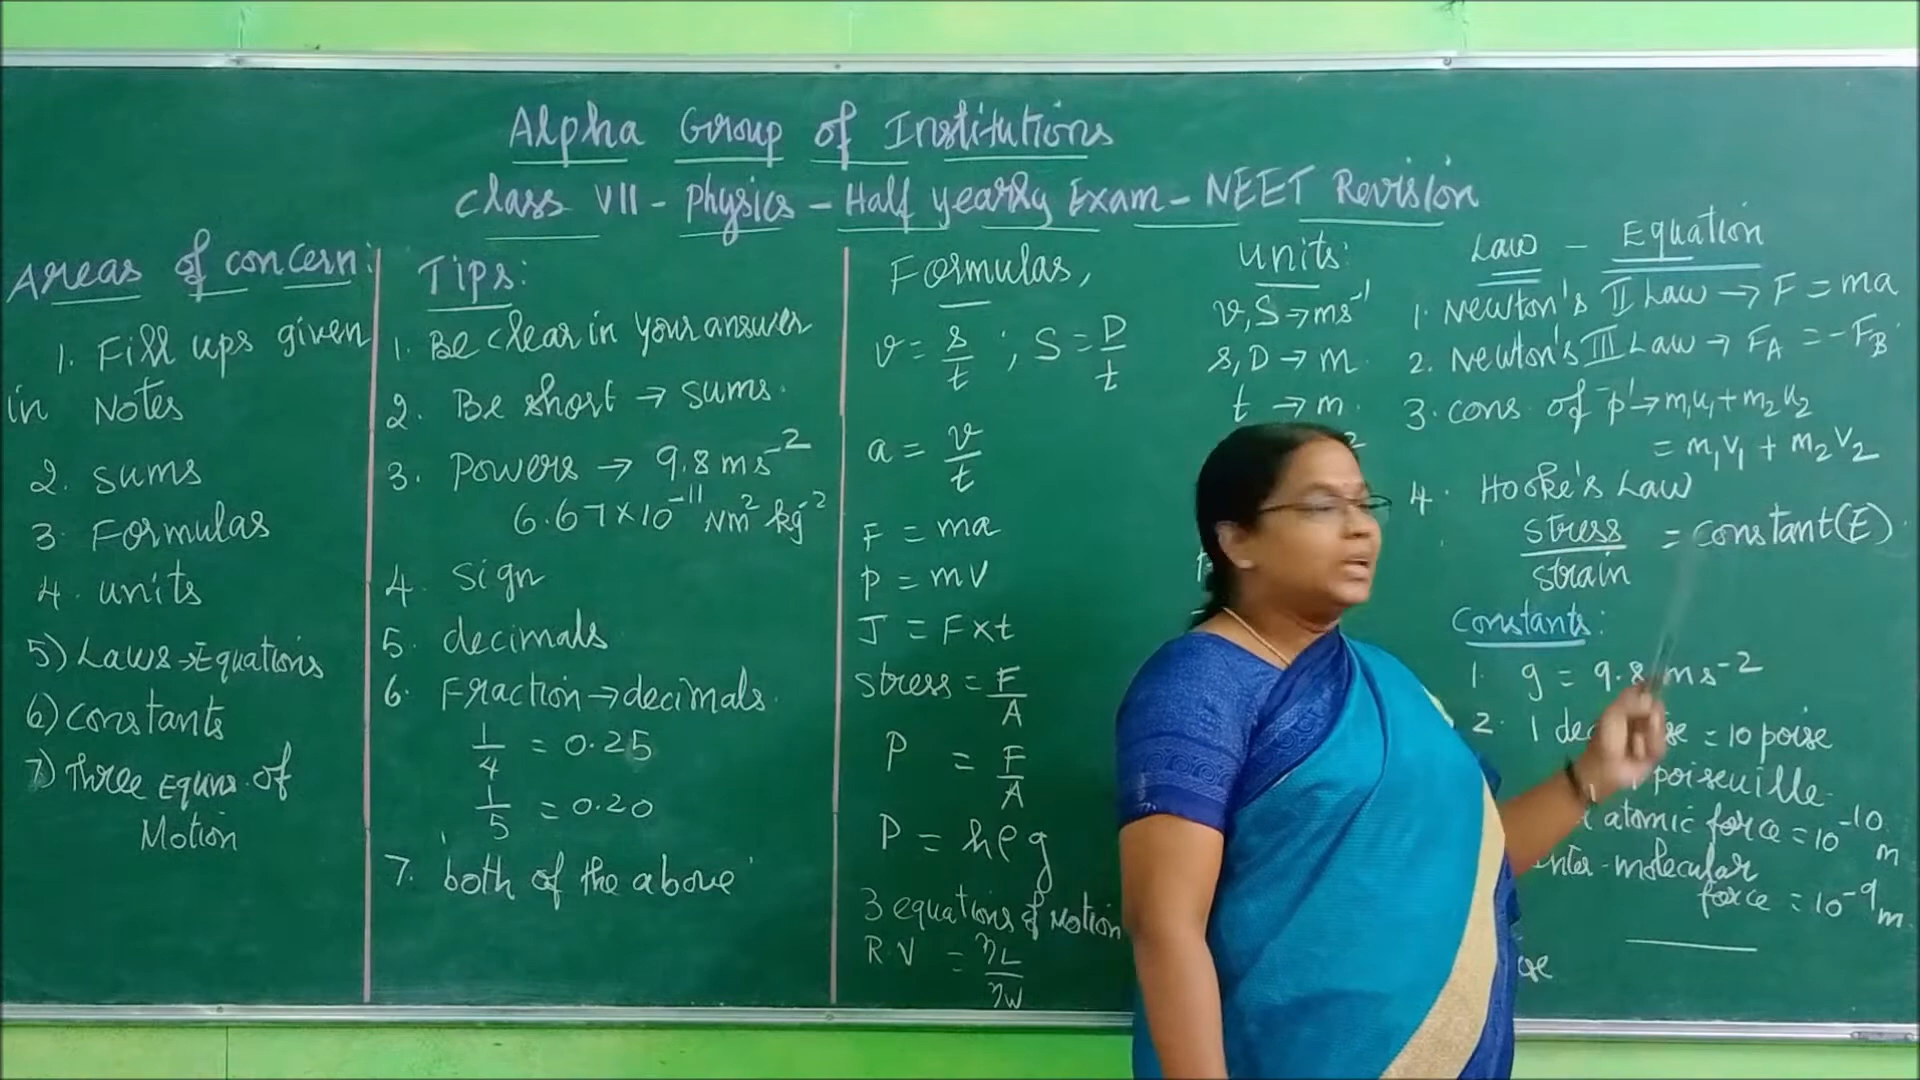 Alpha Group of Institutions
Class VII - Physics - Half yearly Exam - NEET Revision
Areas of concern:
1. Fill ups given
in Notes
2. sums
3. Formulas
4. units
5) Laws → Equations
6) constants
7) Three Equns. of
Motion
Tips:
1. Be clear in your answer
2. Be short → sums.
3. Powers → 9.8 ms⁻²
6.67 × 10⁻¹¹ Nm² kg⁻²
4. sign
5. decimals
6. Fraction → decimals.
1/4 = 0.25
1/5 = 0.20
7. 'both of the above'
Formulas,
v = s/t ; S = D/t
a = v/t
F = ma
p = mv
J = F×t
stress = F/A
P = F/A
P = hρg
3 equations of Motion
R.V = ηL/ηW
units:
v, S → ms⁻¹
s, D → m
t → m.
Law - Equation
1. Newton's II Law → F = ma
2. Newton's III Law → F_A = -F_B
3. cons. of 'p' → m₁u₁ + m₂u₂
= m₁v₁ + m₂v₂
4. Hooke's Law
stress/strain = constant (E).
Constants:
1. g = 9.8 ms⁻²
2. 1 = 10 poise
poiseuille
atomic force = 10⁻¹⁰ m
inter-molecular
force = 10⁻⁹ m